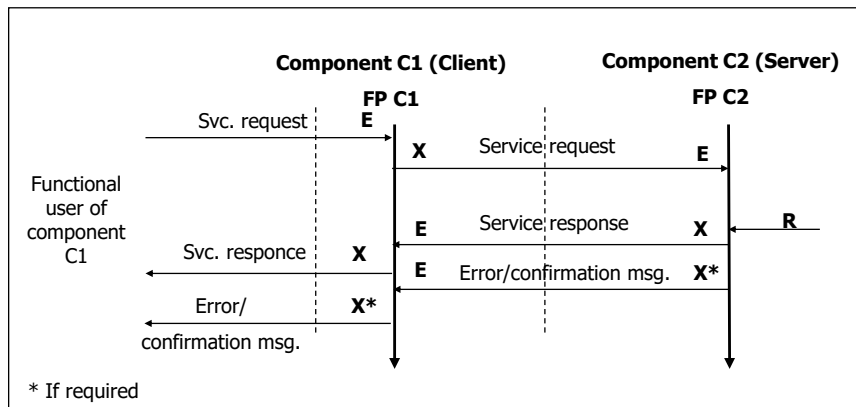 Component C1 (Client)
Component C2 (Server)
FP C1
FP C2
Svc. request
E
X
Service request
E
Functional
user of
component
C1
E
Service response
X
R
Svc. responce
X
E
Error/confirmation msg.
X*
Error/
confirmation msg.
X*
* If required